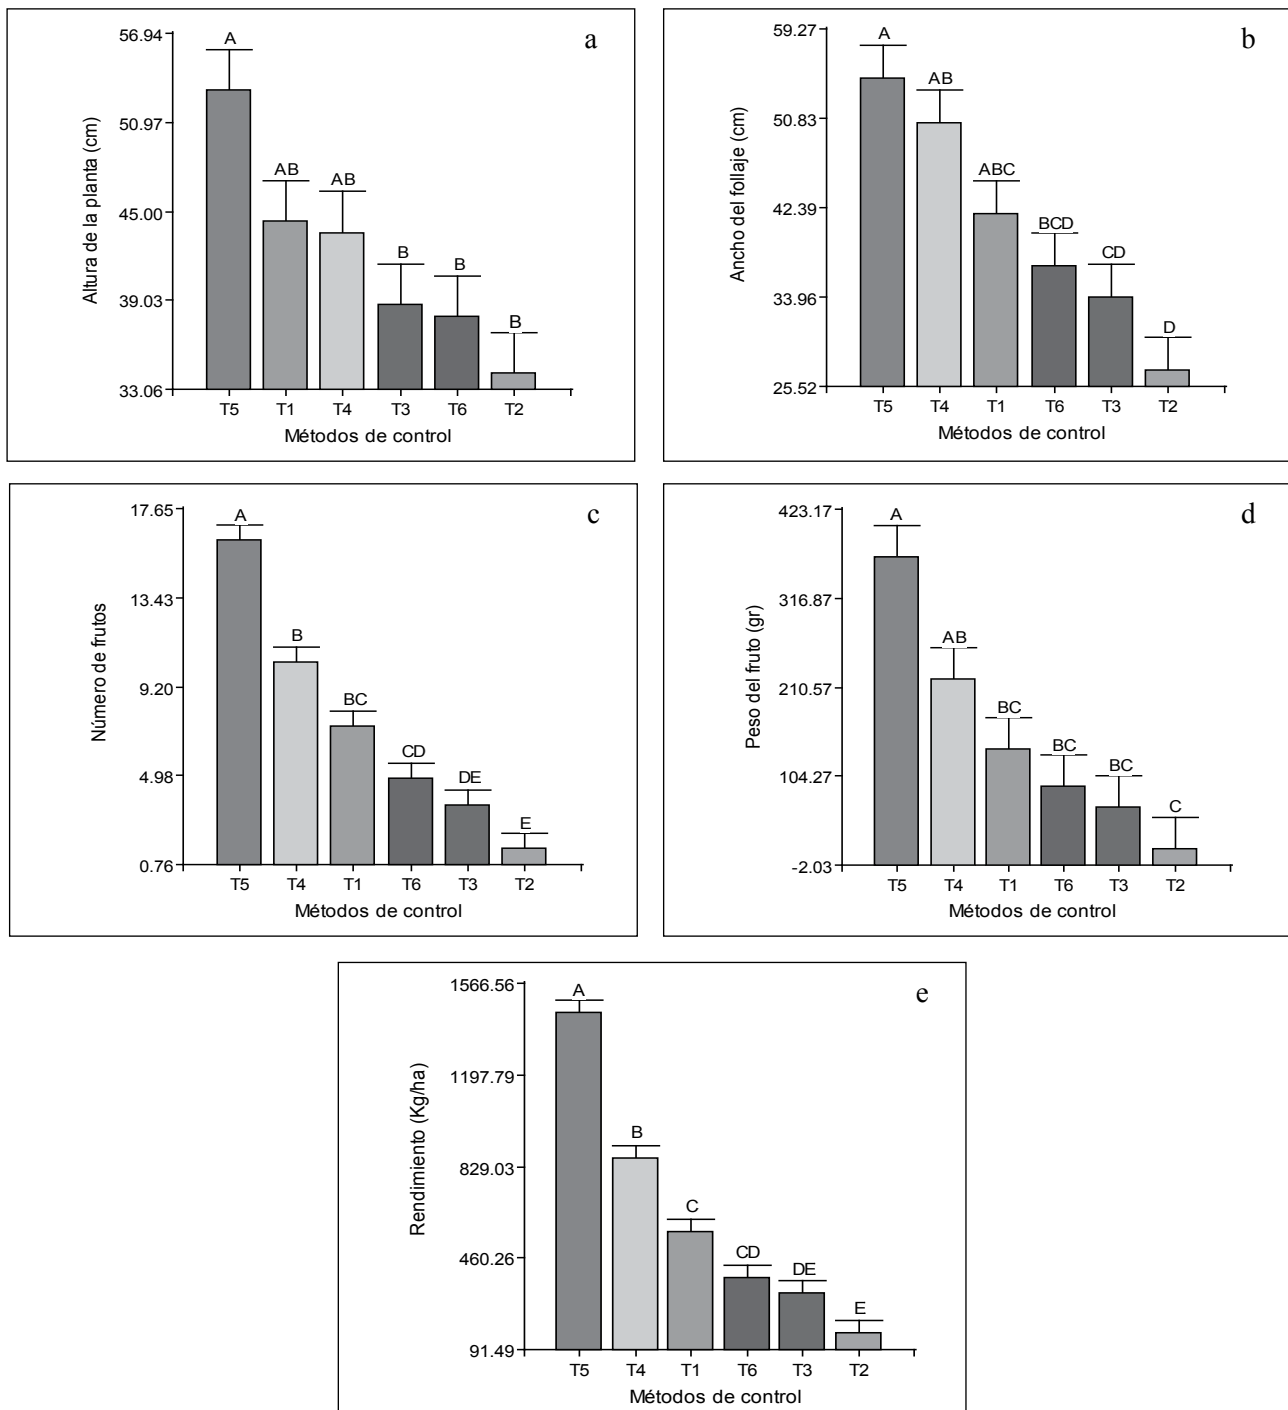 a
56.94
50.97
45.00
39.03
33.06
Altura de la planta (cm)
A
AB
AB
B
B
B
T5 T1 T4 T3 T6 T2
Métodos de control
b
59.27
50.83
42.39
33.96
25.52
Ancho del follaje (cm)
A
AB
ABC
BCD
CD
D
T5 T4 T1 T6 T3 T2
Métodos de control
c
17.65
13.43
9.20
4.98
0.76
Número de frutos
A
B
BC
CD
DE
E
T5 T4 T1 T6 T3 T2
Métodos de control
d
423.17
316.87
210.57
104.27
-2.03
Peso del fruto (gr)
A
AB
BC
BC
BC
C
T5 T4 T1 T6 T3 T2
Métodos de control
e
1566.56
1197.79
829.03
460.26
91.49
Rendimiento (Kg/ha)
A
B
C
CD
DE
E
T5 T4 T1 T6 T3 T2
Métodos de control